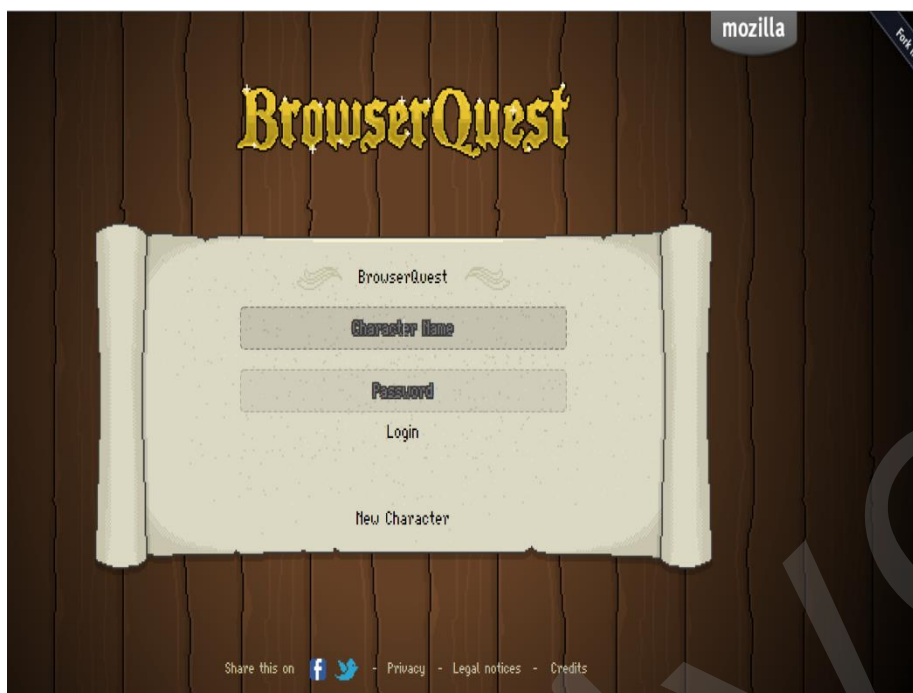 mozilla
Fork
BrowserQuest
BrowserQuest
Character Name
Password
Login
New Character
Share this on - Privacy - Legal notices - Credits